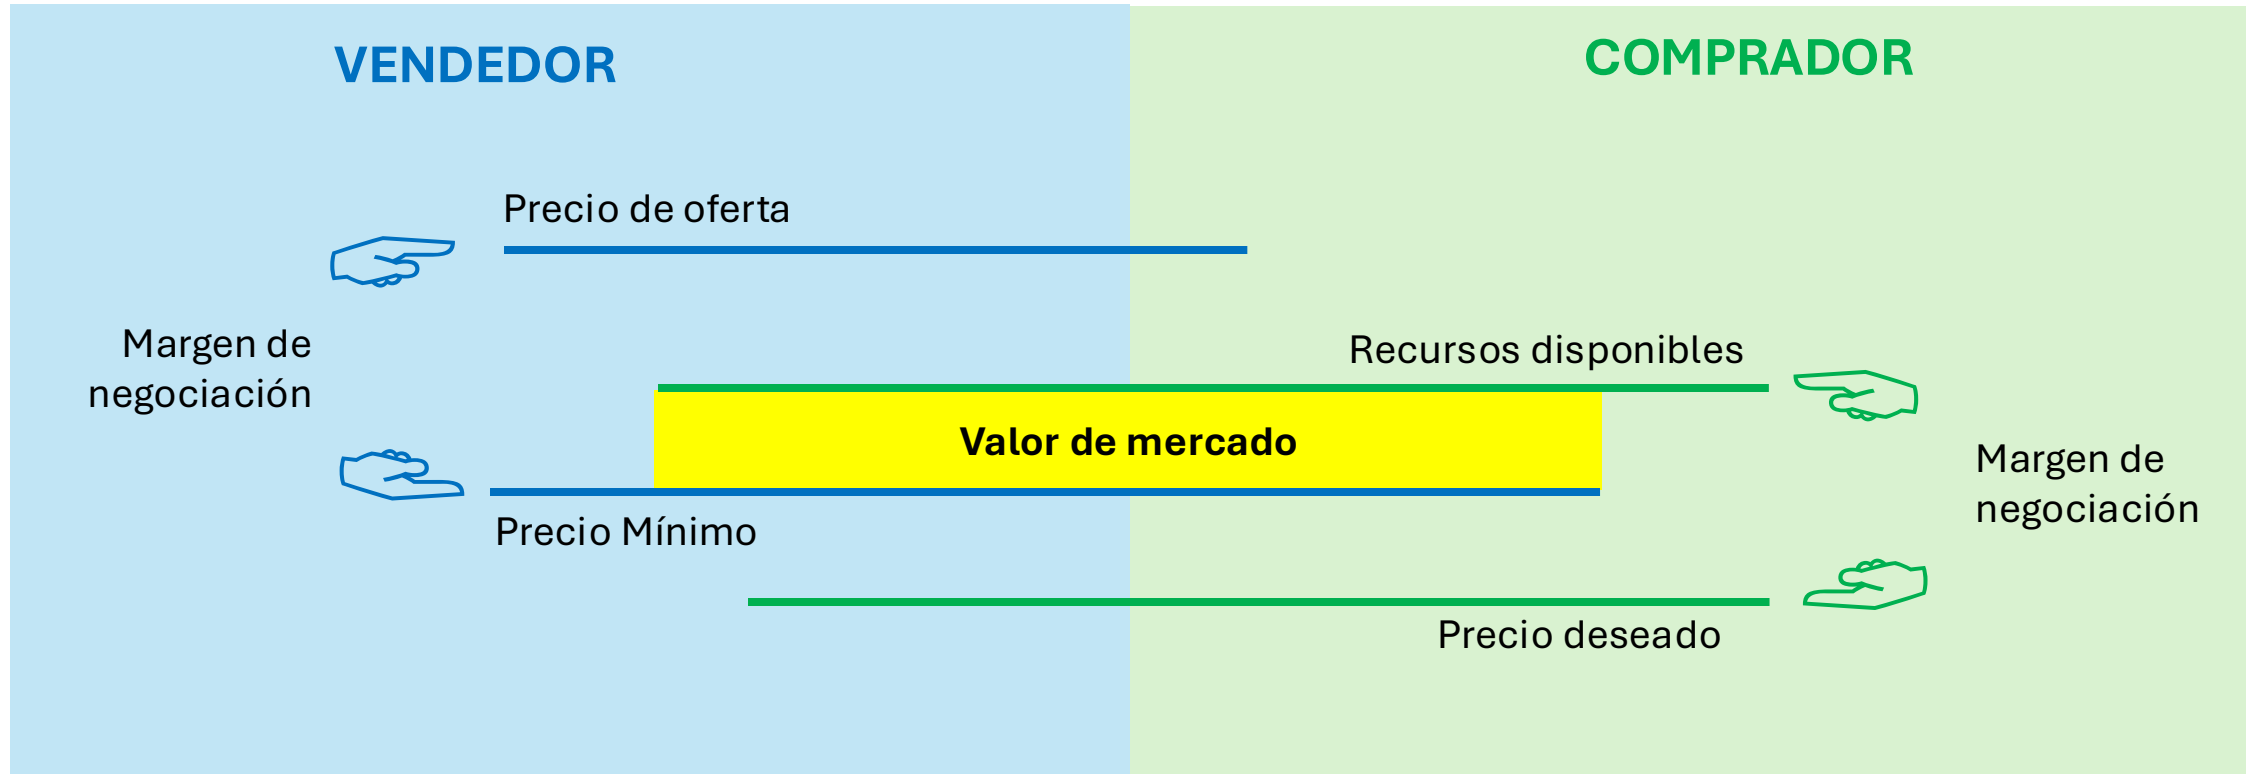 VENDEDOR
COMPRADOR
Precio de oferta
Margen de
negociación
Recursos disponibles
Valor de mercado
Precio Mínimo
Margen de
negociación
Precio deseado